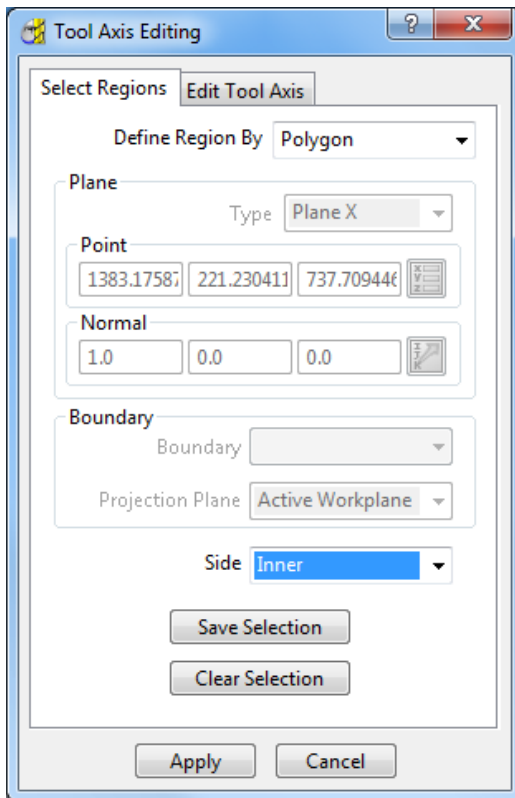 Tool Axis Editing
?
X
Select Regions
Edit Tool Axis
Define Region By Polygon
Plane
Type Plane X
Point
1383.17587 221.230411 737.709446
X Y Z
Normal
1.0 0.0 0.0
I J K
Boundary
Boundary
Projection Plane Active Workplane
Side Inner
Save Selection
Clear Selection
Apply Cancel